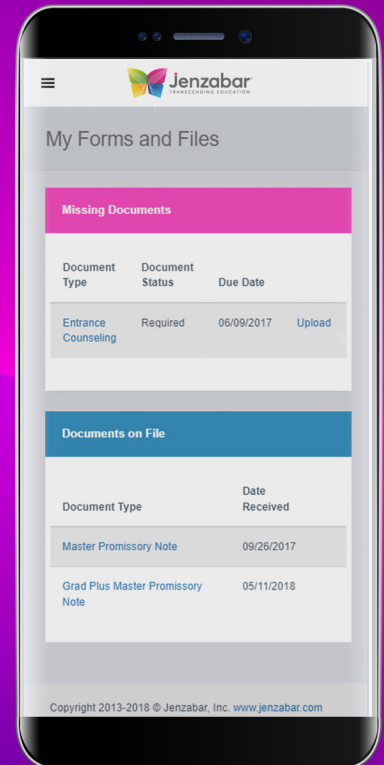 jenzabar
TRANSCENDING EDUCATION
My Forms and Files
Missing Documents
Document Type Document Status Due Date
Entrance Counseling Required 06/09/2017 Upload
Documents on File
Document Type Date Received
Master Promissory Note 09/26/2017
Grad Plus Master Promissory Note 05/11/2018
Copyright 2013-2018 © Jenzabar, Inc. www.jenzabar.com